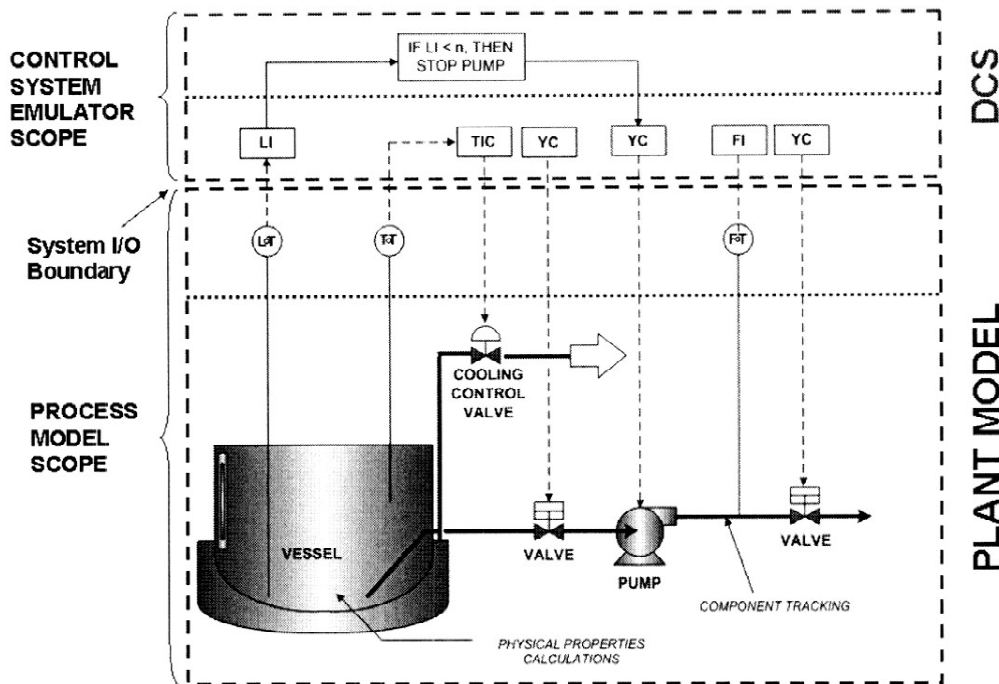 CONTROL
SYSTEM
EMULATOR
SCOPE
IF LI < n, THEN
STOP PUMP
DCS
LI
TIC
YC
YC
FI
YC
System I/O
Boundary
LT
TT
FT
COOLING
CONTROL
VALVE
PROCESS
MODEL
SCOPE
PLANT MODEL
VESSEL
VALVE
PUMP
VALVE
COMPONENT TRACKING
PHYSICAL PROPERTIES
CALCULATIONS